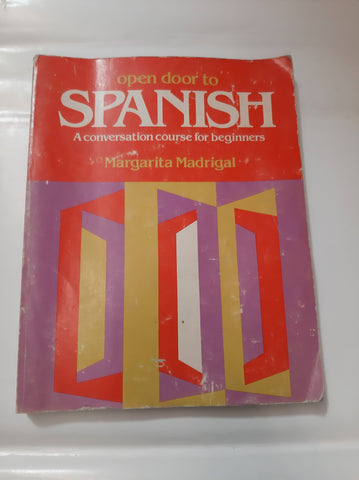 open door to
SPANISH
A conversation course for beginners
Margarita Madrigal